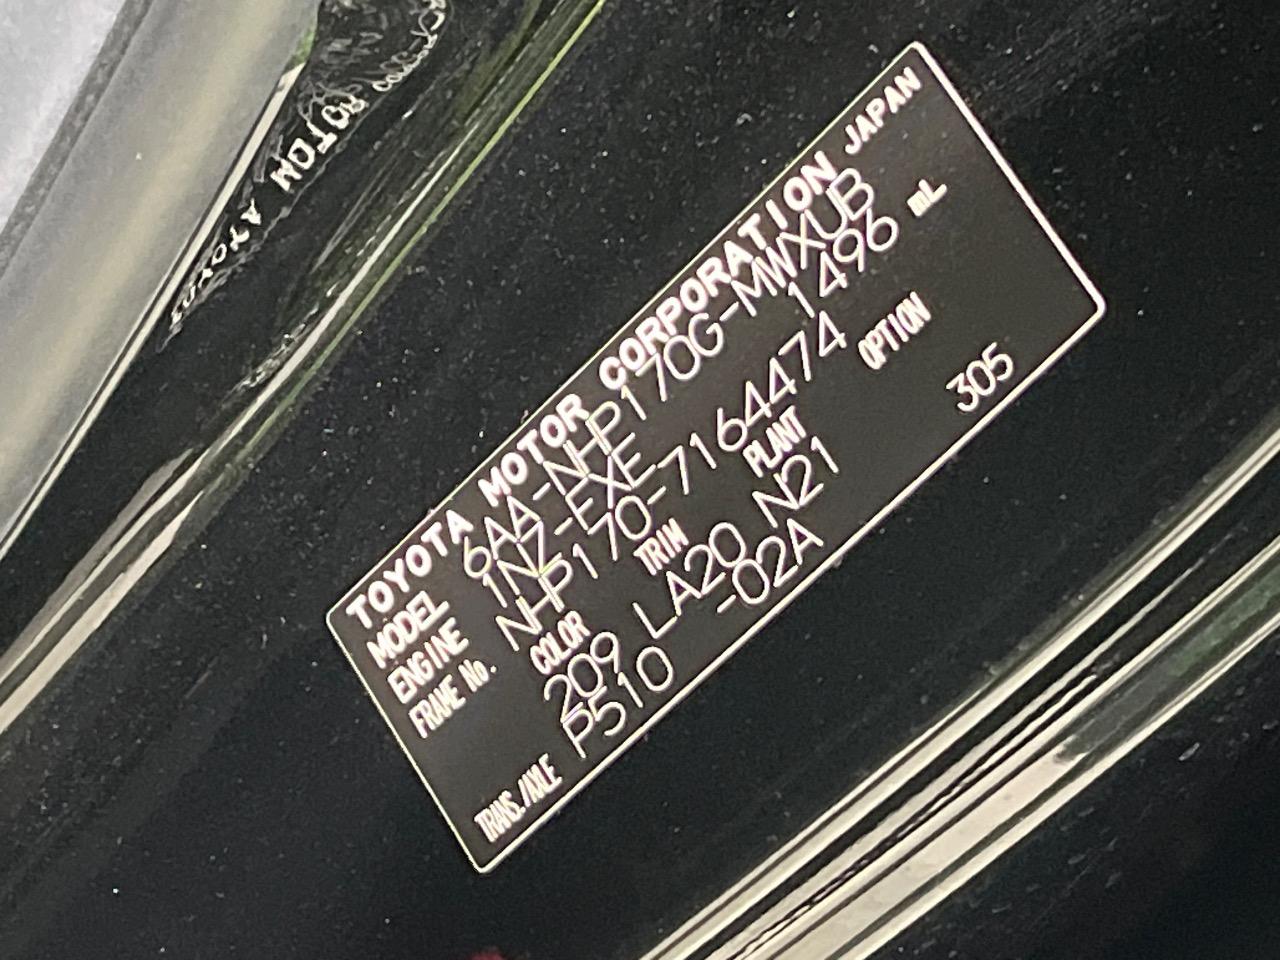 TOYOTA MOTOR CORPORATION JAPAN
MODEL 6AA-NHP170G-MWXUB
ENGINE 1NZ-EXE 1496 mL
FRAME No. NHP170-7164474
COLOR TRIM PLANT OPTION
209 LA20 N21 305
TRANS./AXLE P510 -02A